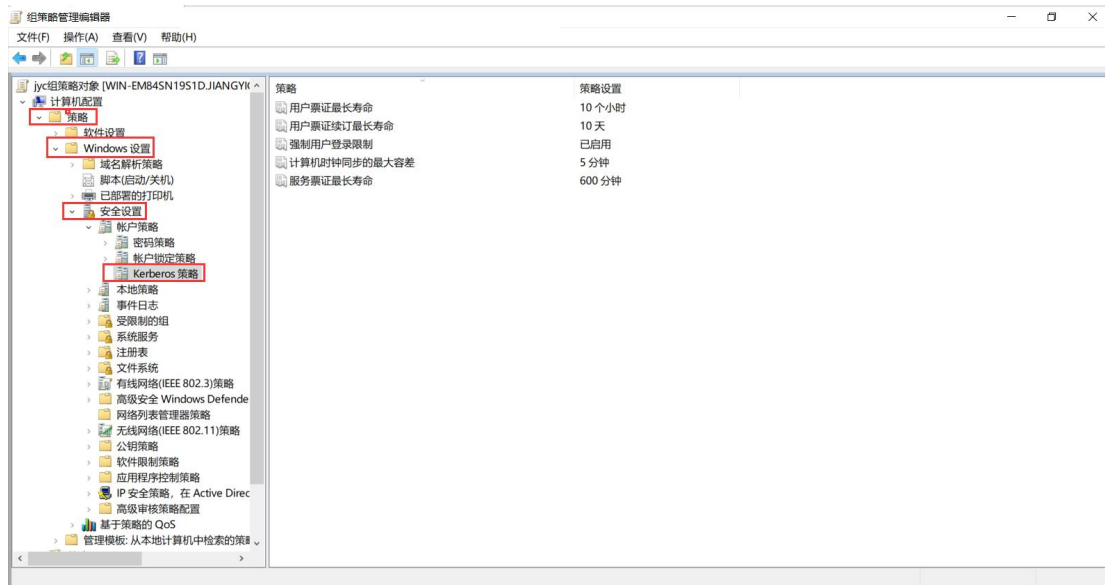 组策略管理编辑器
文件(F) 操作(A) 查看(V) 帮助(H)
jyc组策略对象 [WIN-EM84SN19S1D.JIANGYI
计算机配置
策略
软件设置
Windows 设置
域名解析策略
脚本(启动/关机)
已部署的打印机
安全设置
帐户策略
密码策略
帐户锁定策略
Kerberos 策略
本地策略
事件日志
受限制的组
系统服务
注册表
文件系统
有线网络(IEEE 802.3)策略
高级安全 Windows Defende
网络列表管理器策略
无线网络(IEEE 802.11)策略
公钥策略
软件限制策略
应用程序控制策略
IP 安全策略，在 Active Direc
高级审核策略配置
基于策略的 QoS
管理模板: 从本地计算机中检索的策略
策略 策略设置
用户票证最长寿命 10 个小时
用户票证续订最长寿命 10 天
强制用户登录限制 已启用
计算机时钟同步的最大容差 5 分钟
服务票证最长寿命 600 分钟